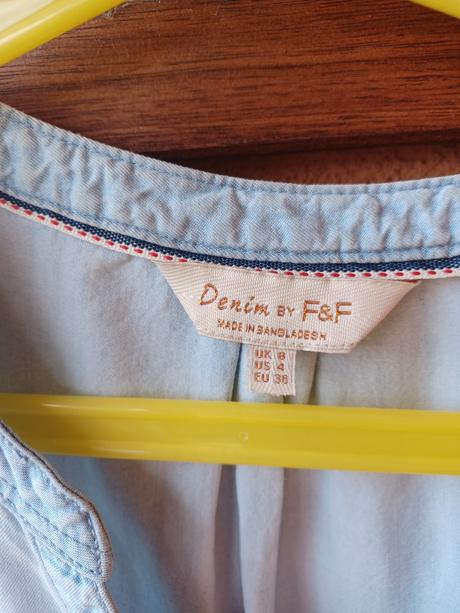 Denim BY F&F
MADE IN BANGLADESH
UK 8
US 4
EU 36